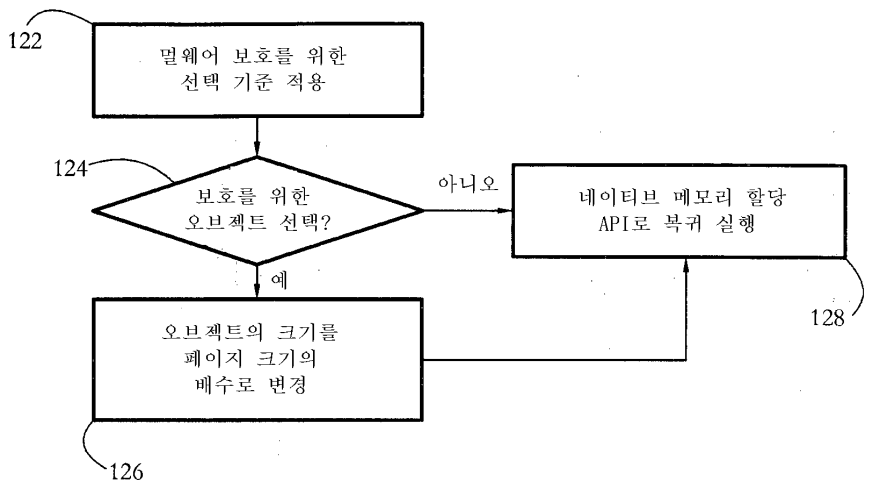 122
멀웨어 보호를 위한
선택 기준 적용
124
보호를 위한
오브젝트 선택?
아니오
네이티브 메모리 할당
API로 복귀 실행
128
예
오브젝트의 크기를
페이지 크기의
배수로 변경
126